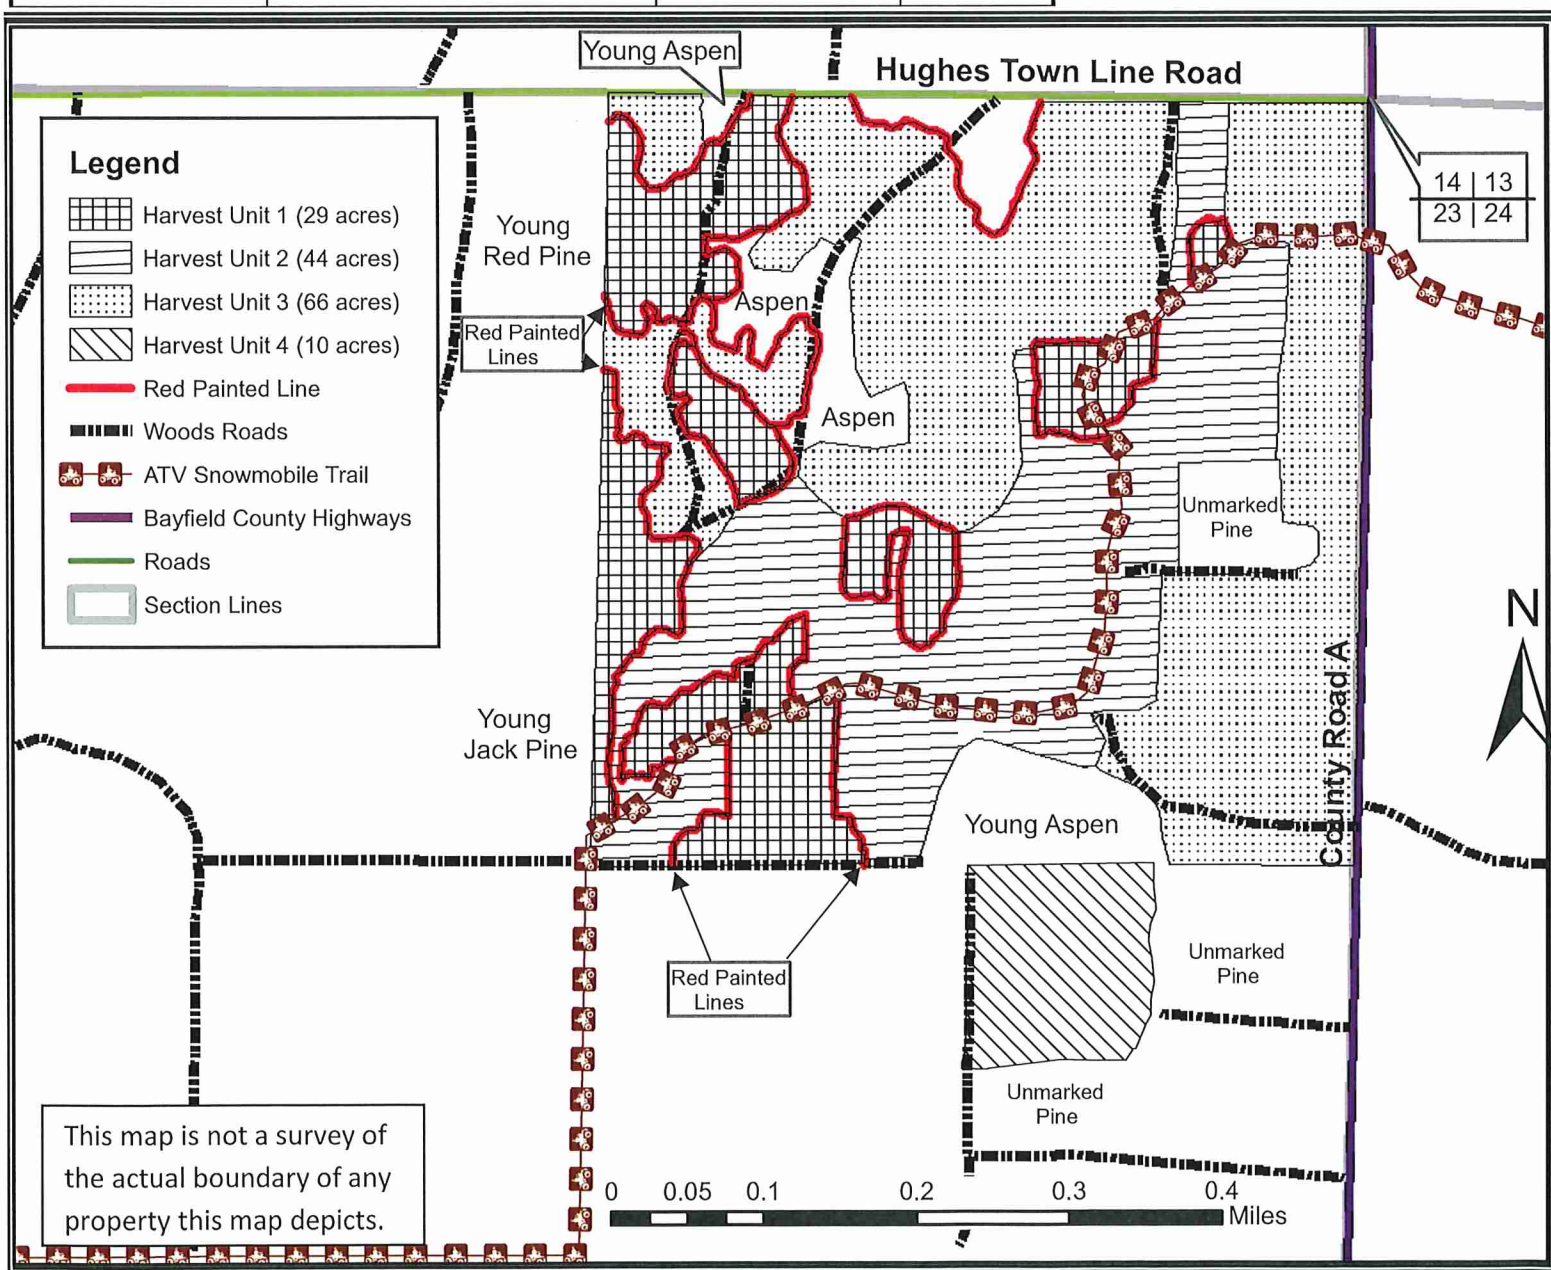 Young Aspen
Hughes Town Line Road
Legend
Harvest Unit 1 (29 acres)
Harvest Unit 2 (44 acres)
Harvest Unit 3 (66 acres)
Harvest Unit 4 (10 acres)
Red Painted Line
Woods Roads
ATV Snowmobile Trail
Bayfield County Highways
Roads
Section Lines
14 | 13
23 | 24
Young
Red Pine
Red Painted
Lines
Aspen
Aspen
Unmarked
Pine
N
County Road A
Young
Jack Pine
Young Aspen
Red Painted
Lines
Unmarked
Pine
Unmarked
Pine
This map is not a survey of
the actual boundary of any
property this map depicts.
0 0.05 0.1 0.2 0.3 0.4
Miles